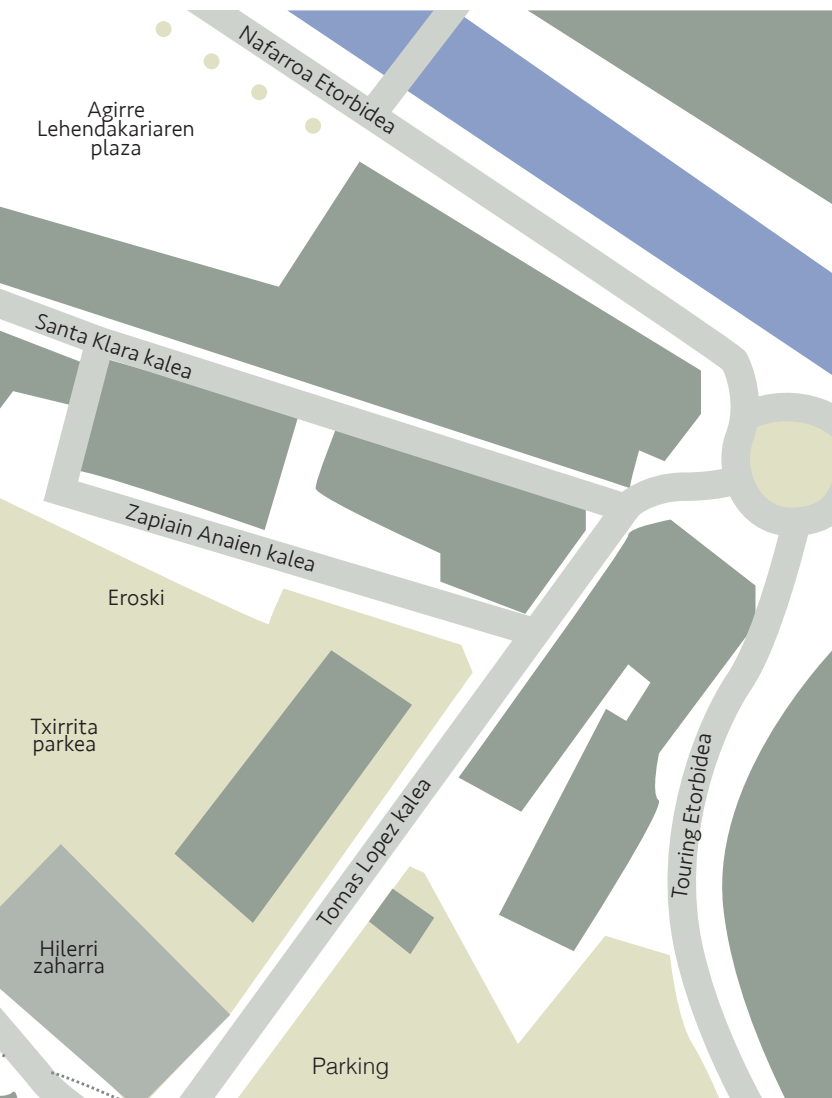 Nafarroa Etorbidea
Agirre
Lehendakariaren
plaza
Santa Klara kalea
Zapiain Anaien kalea
Eroski
Txirrita
parkea
Touring Etorbidea
Tomas Lopez kalea
Hilerri
zaharra
Parking